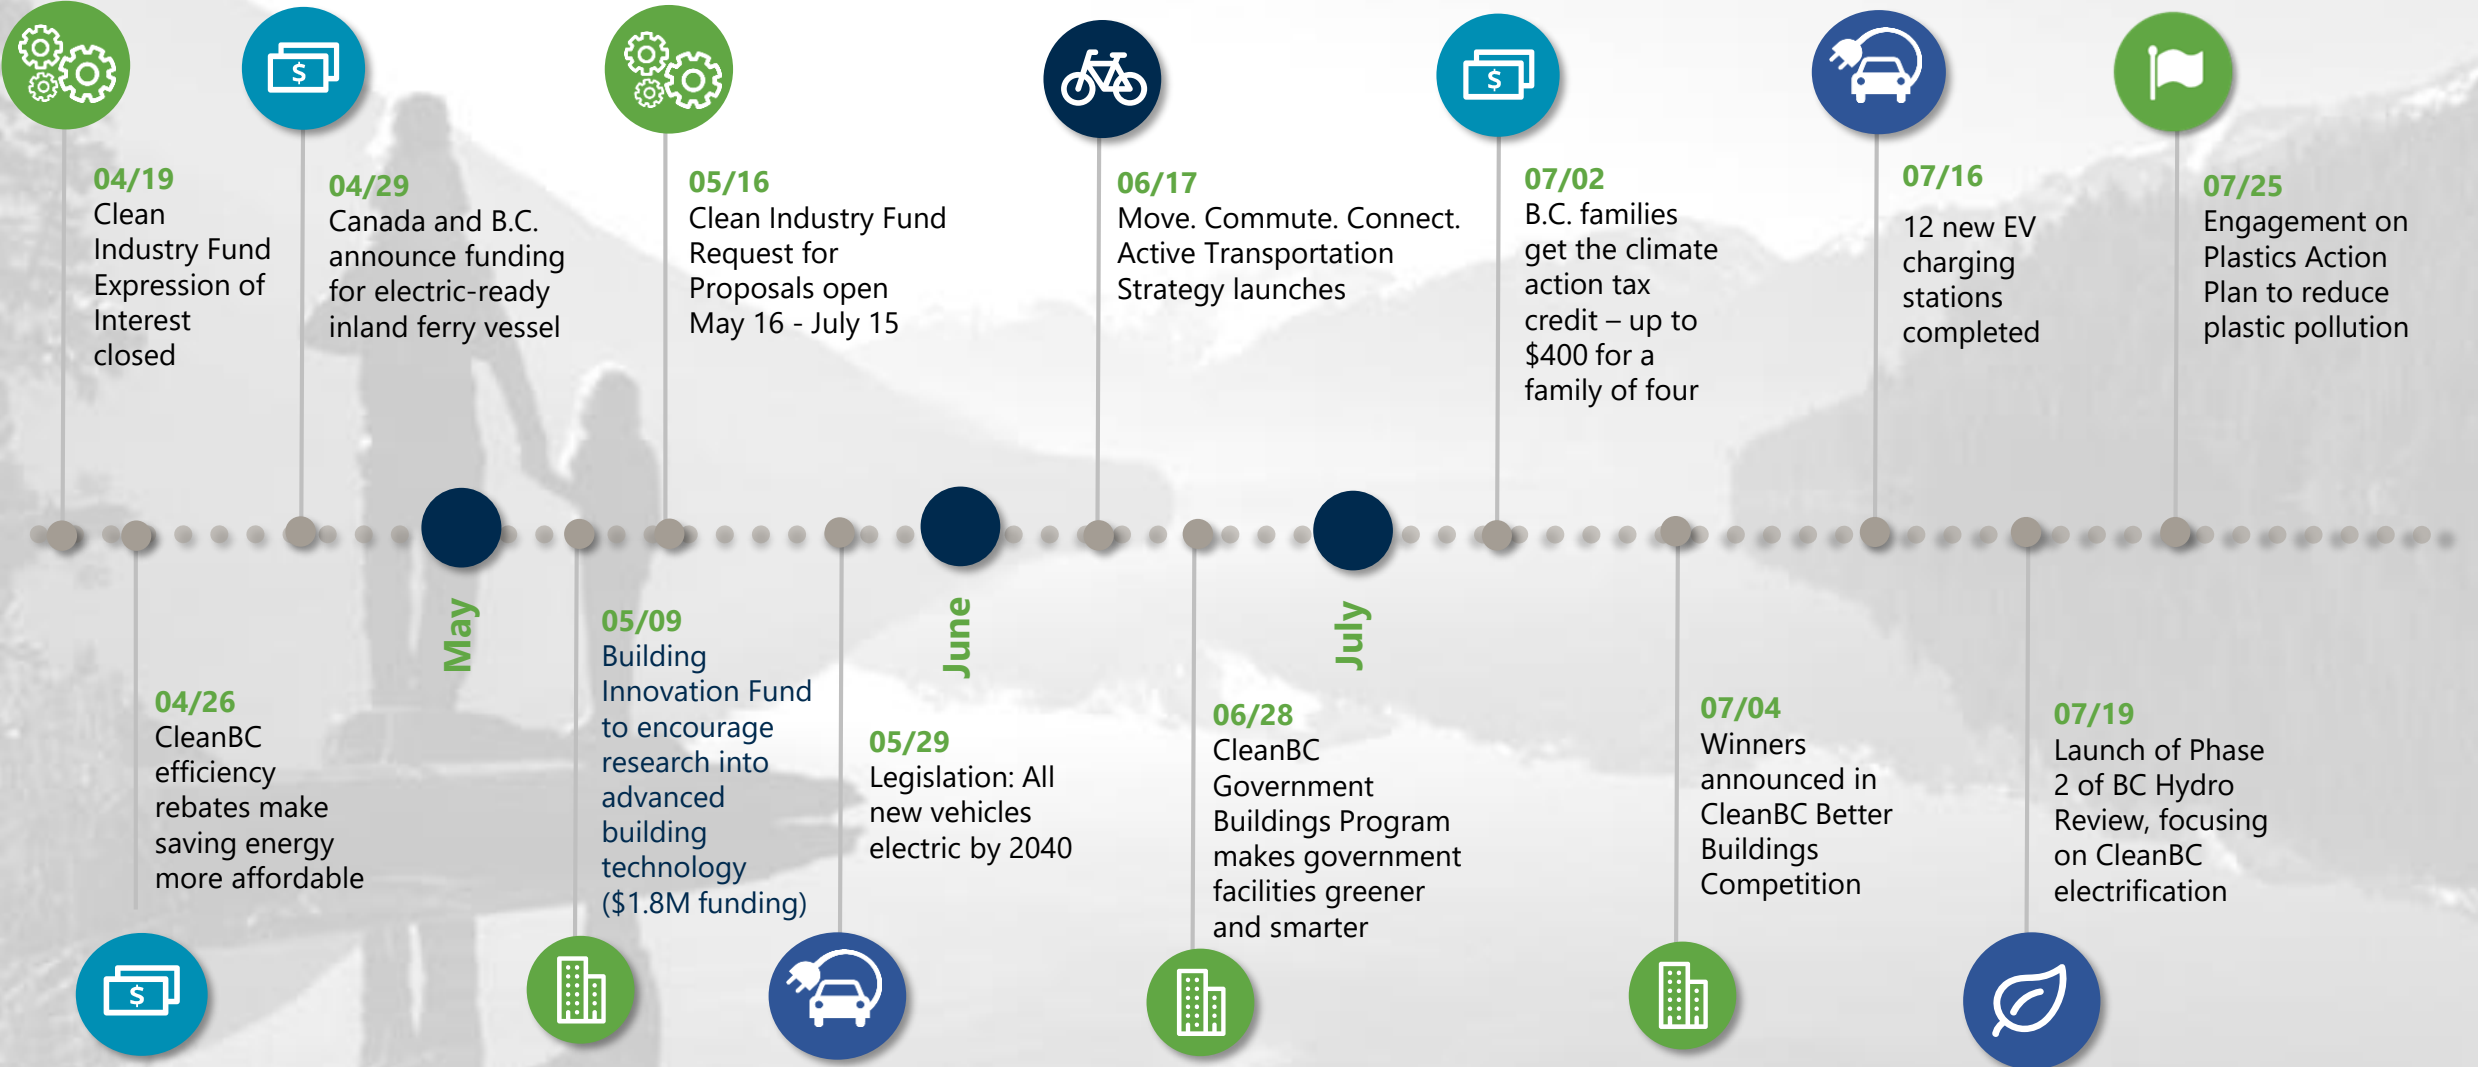 04/19
Clean
Industry Fund
Expression of
Interest
closed
04/29
Canada and B.C.
announce funding
for electric-ready
inland ferry vessel
05/16
Clean Industry Fund
Request for
Proposals open
May 16 - July 15
06/17
Move. Commute. Connect.
Active Transportation
Strategy launches
07/02
B.C. families
get the climate
action tax
credit – up to
$400 for a
family of four
07/16
12 new EV
charging
stations
completed
07/25
Engagement on
Plastics Action
Plan to reduce
plastic pollution
04/26
CleanBC
efficiency
rebates make
saving energy
more affordable
May
05/09
Building
Innovation Fund
to encourage
research into
advanced
building
technology
($1.8M funding)
05/29
Legislation: All
new vehicles
electric by 2040
June
06/28
CleanBC
Government
Buildings Program
makes government
facilities greener
and smarter
July
07/04
Winners
announced in
CleanBC Better
Buildings
Competition
07/19
Launch of Phase
2 of BC Hydro
Review, focusing
on CleanBC
electrification
$
$
$